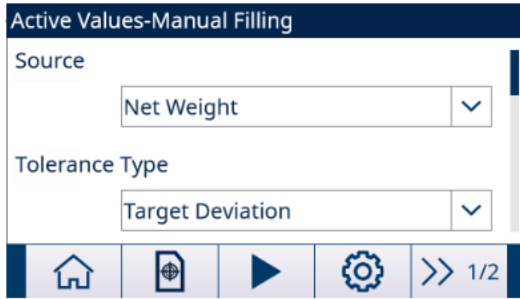 Active Values-Manual Filling
Source
Net Weight
Tolerance Type
Target Deviation
1/2